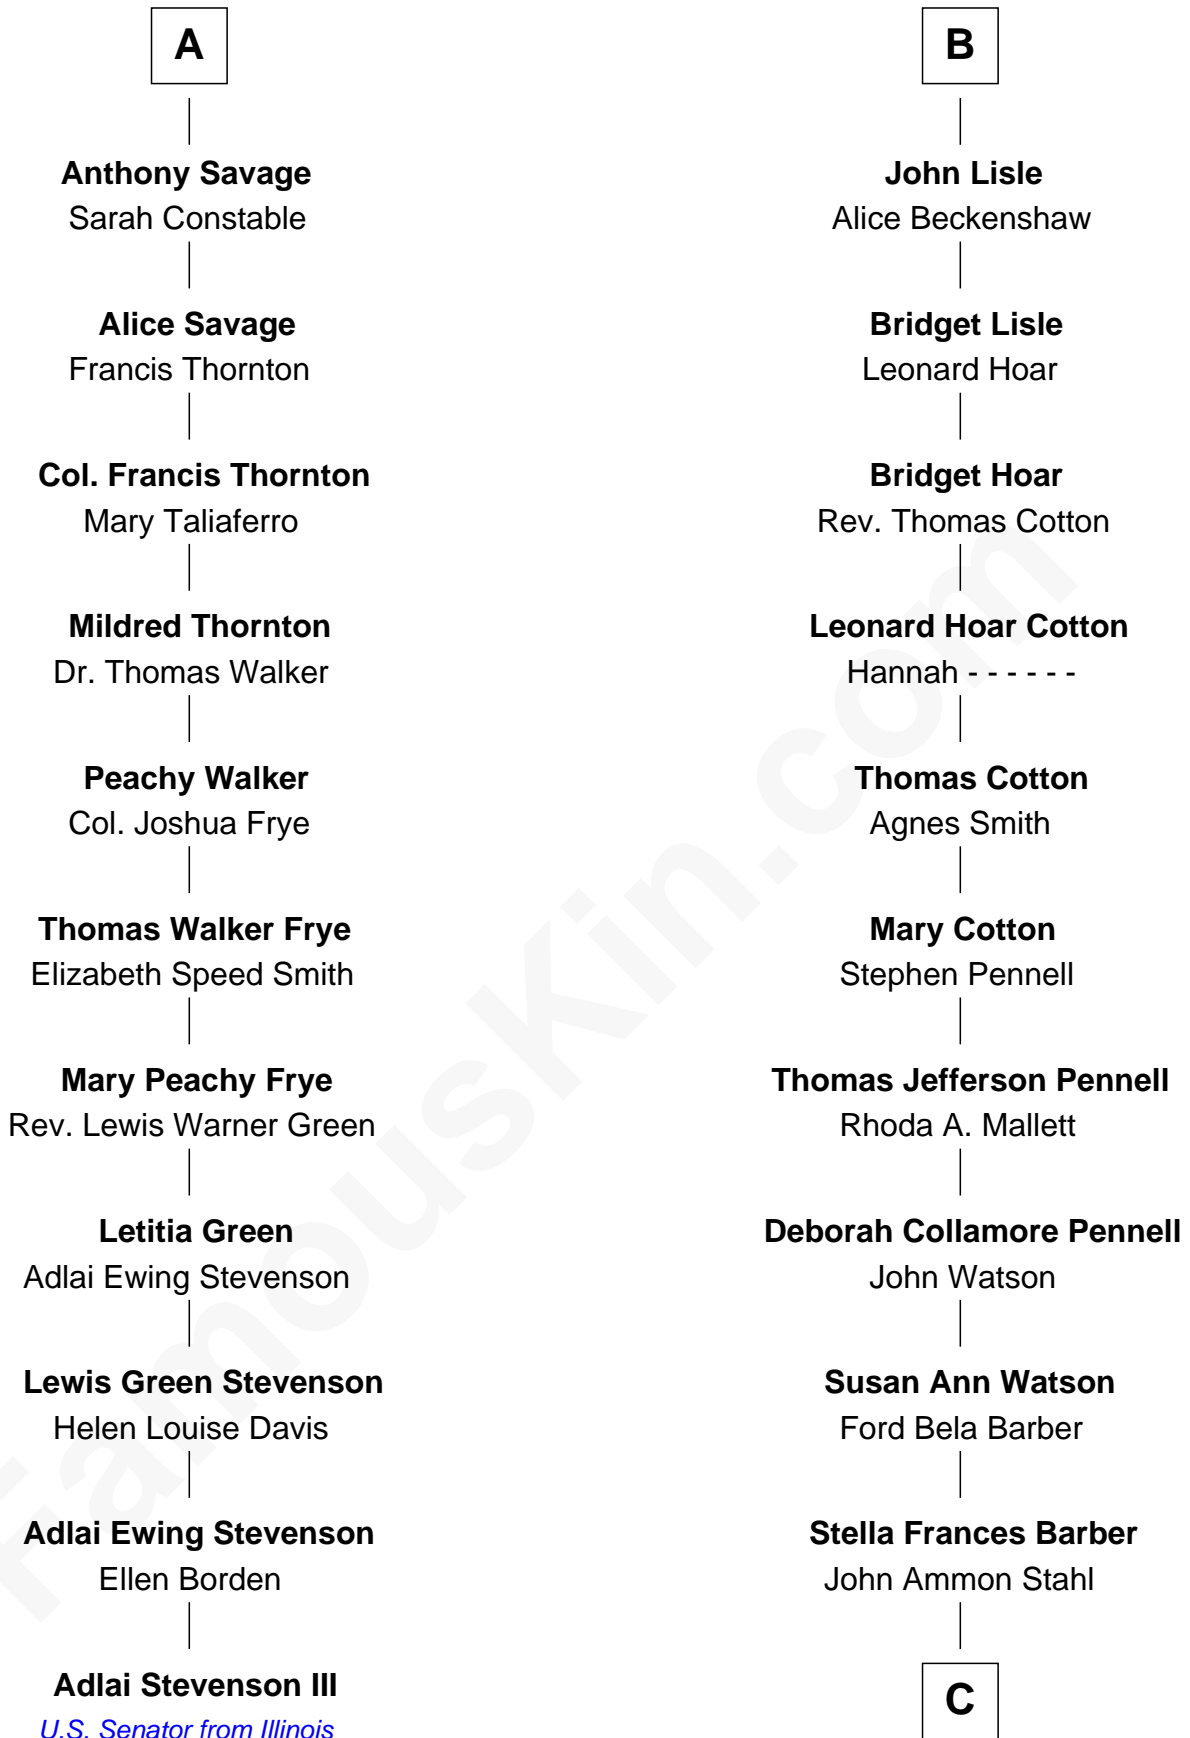 A
Anthony Savage
Sarah Constable
Alice Savage
Francis Thornton
Col. Francis Thornton
Mary Taliaferro
Mildred Thornton
Dr. Thomas Walker
Peachy Walker
Col. Joshua Frye
Thomas Walker Frye
Elizabeth Speed Smith
Mary Peachy Frye
Rev. Lewis Warner Green
Letitia Green
Adlai Ewing Stevenson
Lewis Green Stevenson
Helen Louise Davis
Adlai Ewing Stevenson
Ellen Borden
Adlai Stevenson III
U.S. Senator from Illinois
B
John Lisle
Alice Beckenshaw
Bridget Lisle
Leonard Hoar
Bridget Hoar
Rev. Thomas Cotton
Leonard Hoar Cotton
Hannah - - - - - -
Thomas Cotton
Agnes Smith
Mary Cotton
Stephen Pennell
Thomas Jefferson Pennell
Rhoda A. Mallett
Deborah Collamore Pennell
John Watson
Susan Ann Watson
Ford Bela Barber
Stella Frances Barber
John Ammon Stahl
C
FamousKin.com